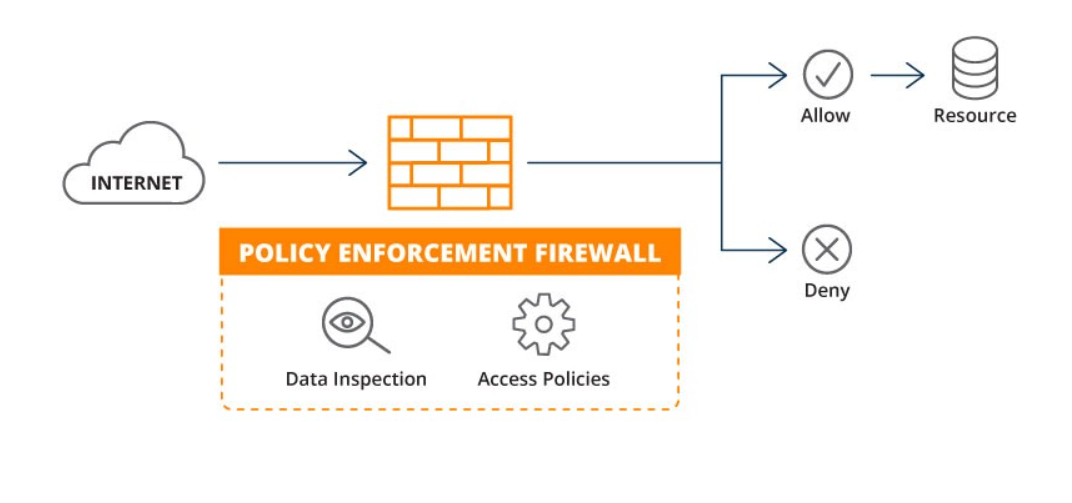 INTERNET
Allow
Resource
POLICY ENFORCEMENT FIREWALL
Deny
Data Inspection
Access Policies